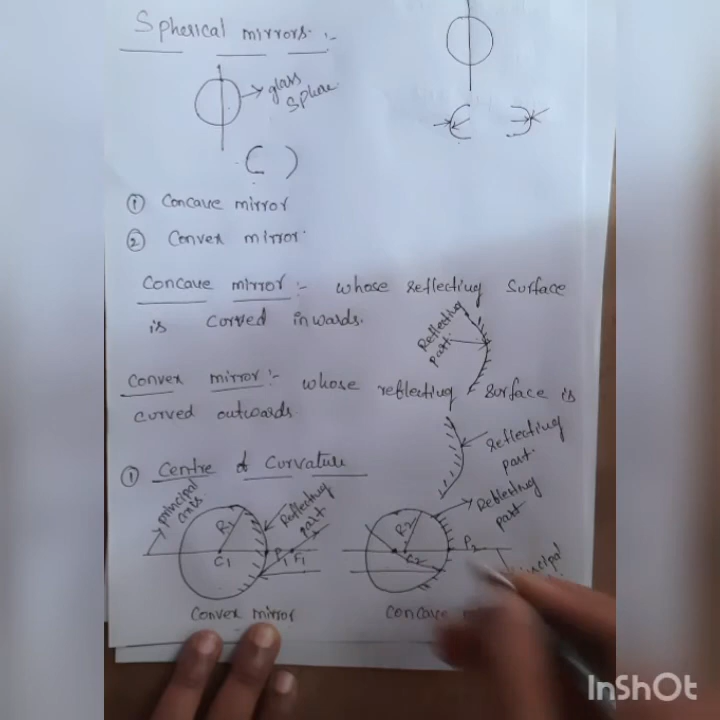 Spherical mirrors :-
glass
sphere
① Concave mirror
② Convex mirror.
Concave mirror :- whose reflecting surface
is corved inwards.
Reflecting
part.
Convex mirror :- whose reflecting surface is
curved outwards
reflecting
part.
① Centre of Curvature
principal
axis
R1
C1
Reflecting
part
P1 F1
R2
C2
Reflecting
part
P2
Convex mirror
Concave
InShOt